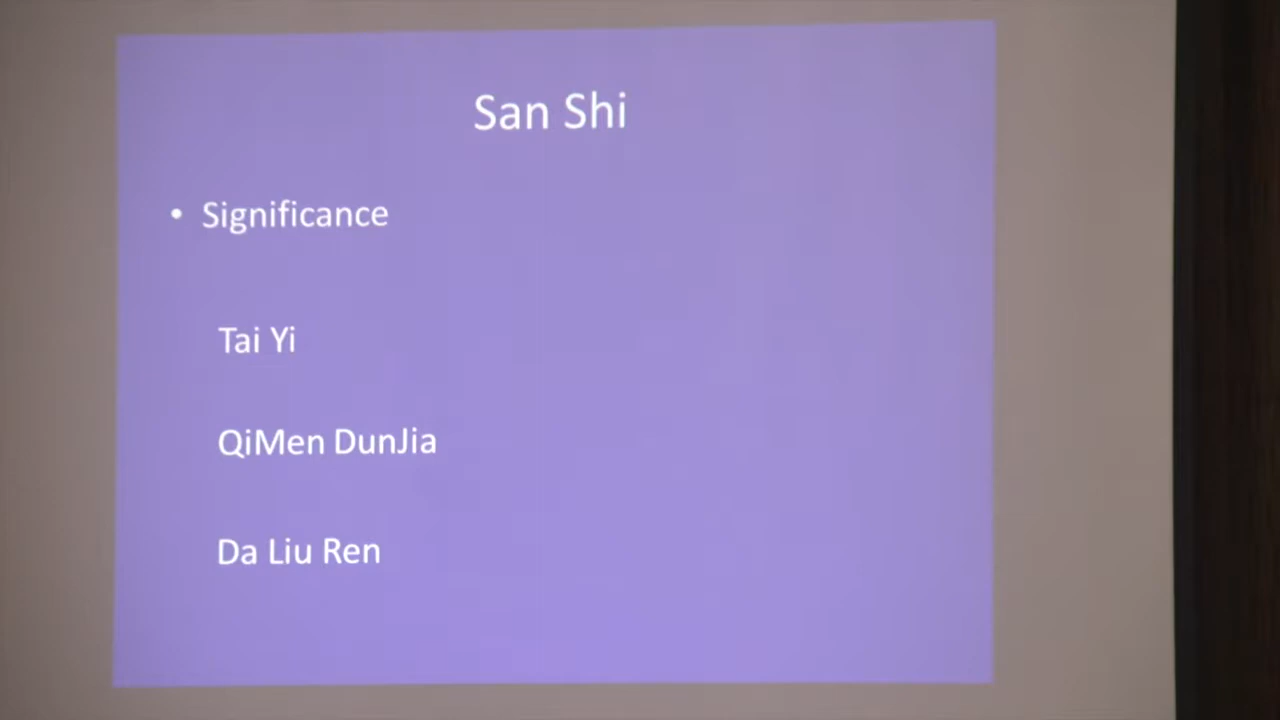 San Shi
• Significance
Tai Yi
QiMen DunJia
Da Liu Ren